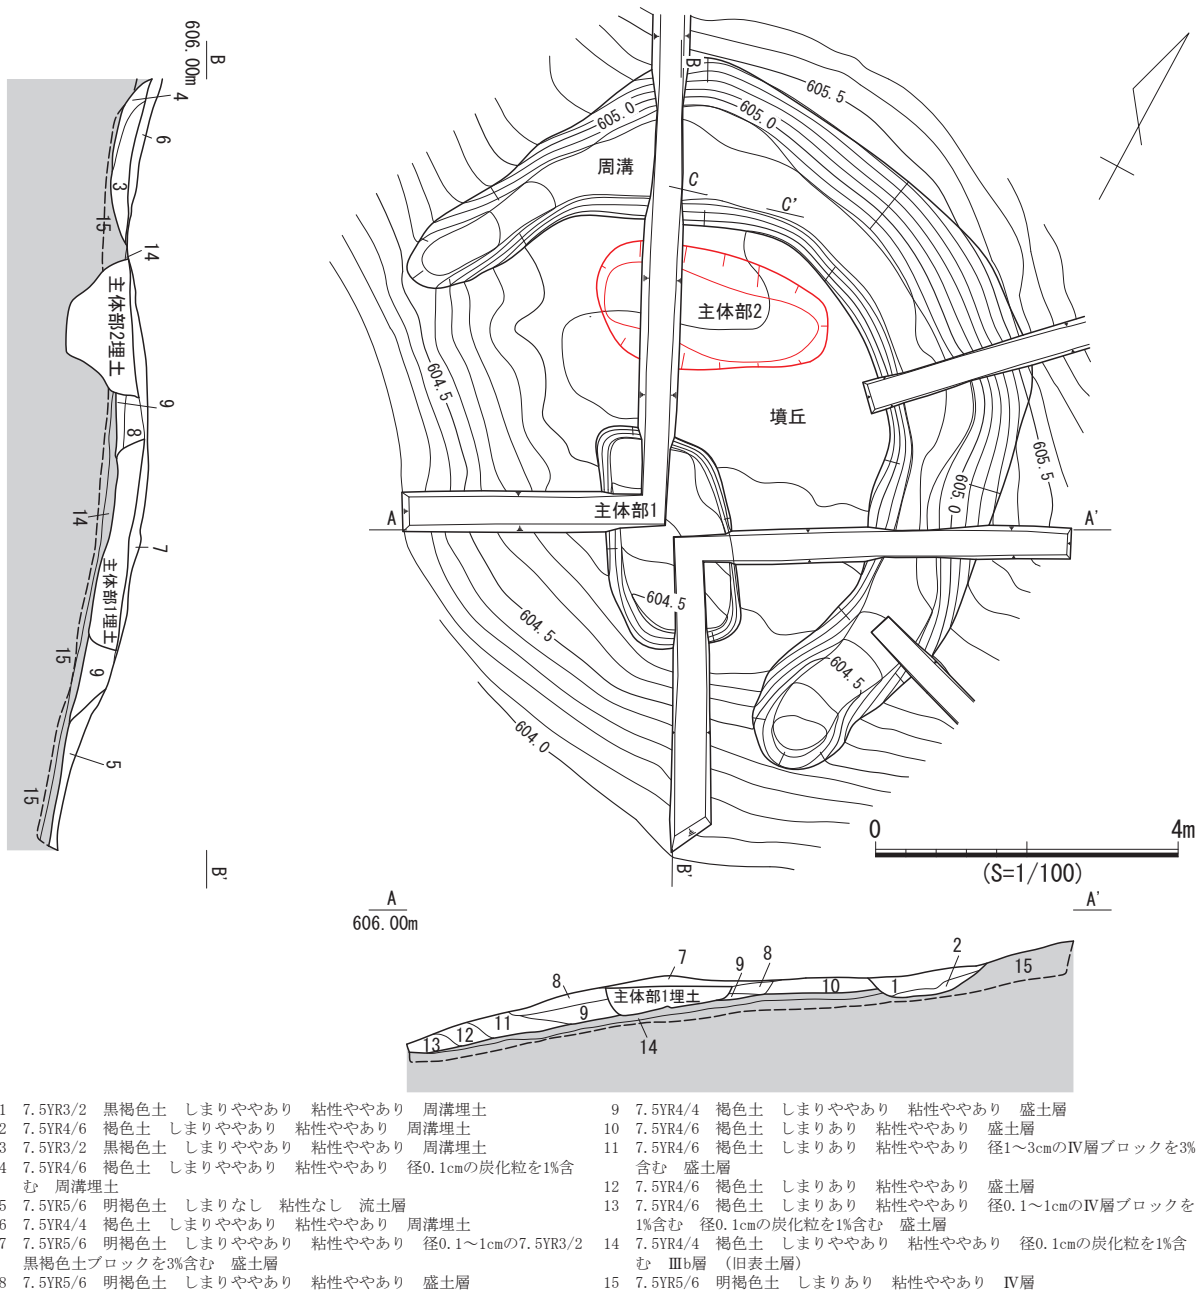 B
606.00m
4
6
3
15
14
主体部2埋土
9
8
14
7
主体部1埋土
15
9
5
15
B'
B
605.5
605.0
605.0
周溝
C
C'
主体部2
604.5
墳丘
605.5
605.0
A
主体部1
A'
604.5
604.5
604.5
604.0
B'
0 4m
(S=1/100)
A
606.00m
A'
7
8
9
8
2
15
主体部1埋土
10
1
11
9
12
13
14
1 7.5YR3/2 黒褐色土 しまりややあり 粘性ややあり 周溝埋土
2 7.5YR4/6 褐色土 しまりややあり 粘性ややあり 周溝埋土
3 7.5YR3/2 黒褐色土 しまりややあり 粘性ややあり 周溝埋土
4 7.5YR4/6 褐色土 しまりややあり 粘性ややあり 径0.1cmの炭化粒を1%含
む 周溝埋土
5 7.5YR5/6 明褐色土 しまりなし 粘性なし 流土層
6 7.5YR4/4 褐色土 しまりややあり 粘性ややあり 周溝埋土
7 7.5YR5/6 明褐色土 しまりややあり 粘性ややあり 径0.1～1cmの7.5YR3/2
黒褐色土ブロックを3%含む 盛土層
8 7.5YR5/6 明褐色土 しまりややあり 粘性ややあり 盛土層
9 7.5YR4/4 褐色土 しまりややあり 粘性ややあり 盛土層
10 7.5YR4/6 褐色土 しまりあり 粘性ややあり 盛土層
11 7.5YR4/6 褐色土 しまりあり 粘性ややあり 径1～3cmのⅣ層ブロックを3%
含む 盛土層
12 7.5YR4/6 褐色土 しまりあり 粘性ややあり 盛土層
13 7.5YR4/6 褐色土 しまりあり 粘性ややあり 径0.1～1cmのⅣ層ブロックを
1%含む 径0.1cmの炭化粒を1%含む 盛土層
14 7.5YR4/4 褐色土 しまりややあり 粘性ややあり 径0.1cmの炭化粒を1%含
む Ⅲb層 （旧表土層）
15 7.5YR5/6 明褐色土 しまりあり 粘性ややあり Ⅳ層